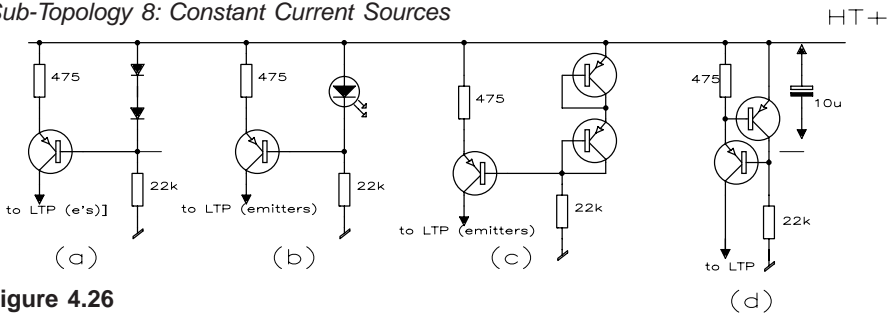 Sub-Topology 8: Constant Current Sources
HT+
475
475
475
475
10u
22k
22k
22k
22k
to LTP (e's)]
to LTP (emitters)
to LTP (emitters)
to LTP
(a)
(b)
(c)
(d)
igure 4.26